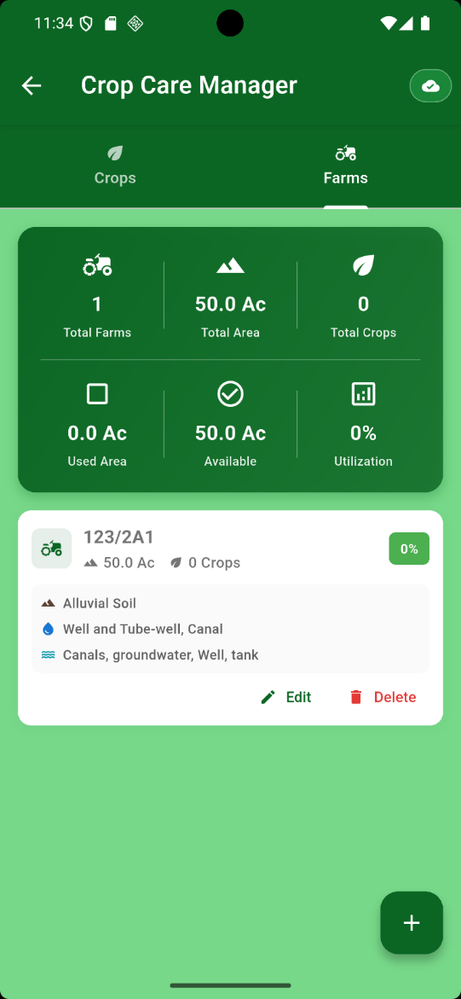 11:34
Crop Care Manager
Crops
Farms
1
50.0 Ac
0
Total Farms
Total Area
Total Crops
0.0 Ac
50.0 Ac
0%
Used Area
Available
Utilization
123/2A1
50.0 Ac
0 Crops
0%
Alluvial Soil
Well and Tube-well, Canal
Canals, groundwater, Well, tank
Edit
Delete